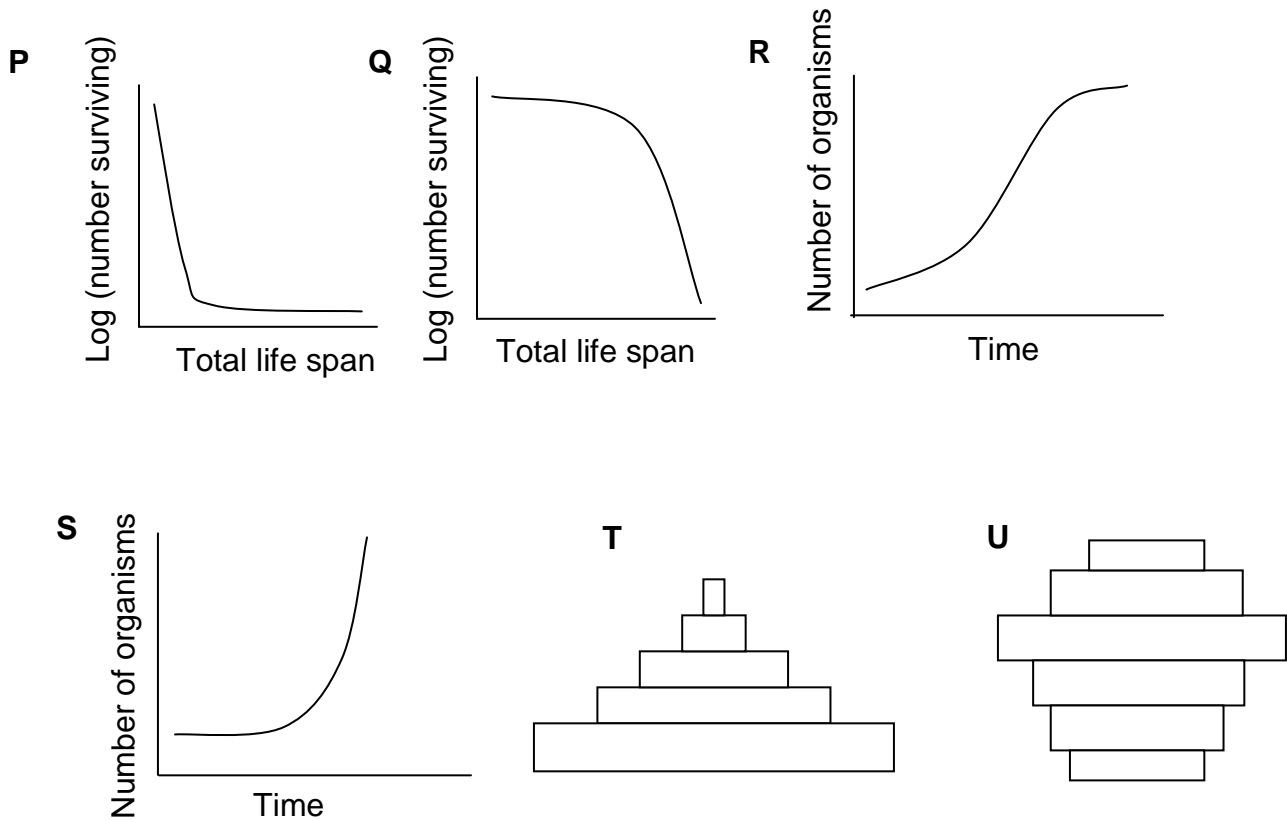 P
Log (number surviving)
Total life span
Q
Log (number surviving)
Total life span
R
Number of organisms
Time
S
Number of organisms
Time
T
U